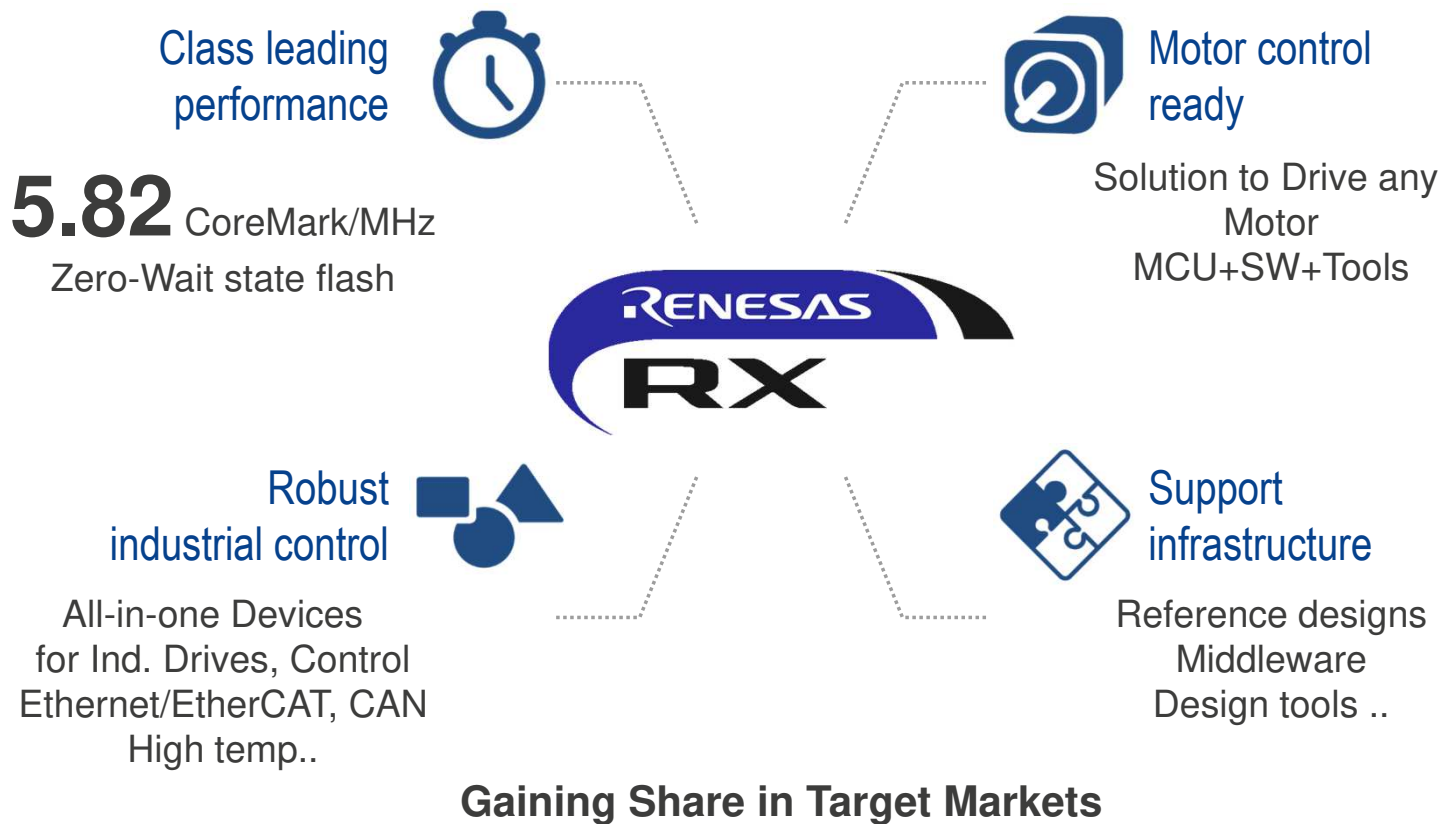 Class leading
performance
5.82 CoreMark/MHz
Zero-Wait state flash
Motor control
ready
Solution to Drive any
Motor
MCU+SW+Tools
RENESAS
RX
Robust
industrial control
All-in-one Devices
for Ind. Drives, Control
Ethernet/EtherCAT, CAN
High temp..
Support
infrastructure
Reference designs
Middleware
Design tools ..
Gaining Share in Target Markets